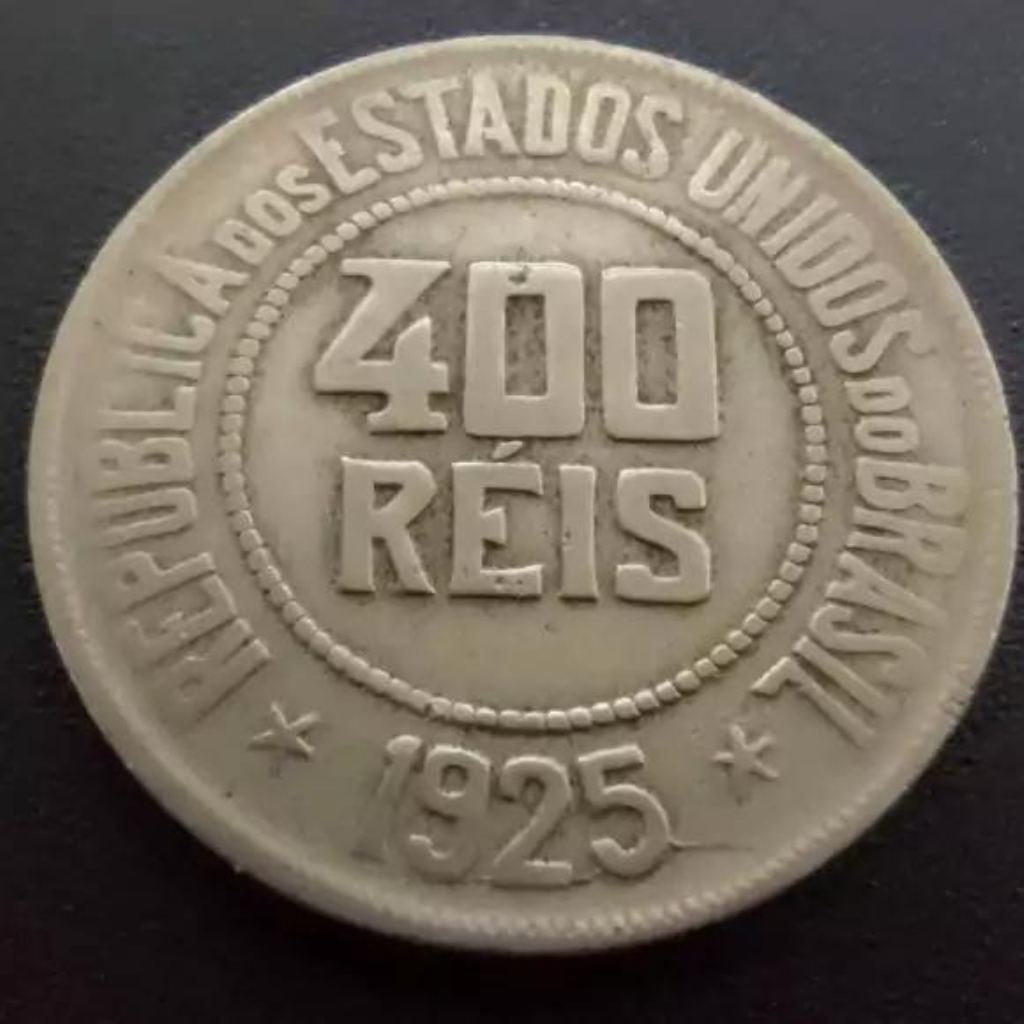 REPUBLICA DOS ESTADOS UNIDOS DO BRASIL
400
RÉIS
1925